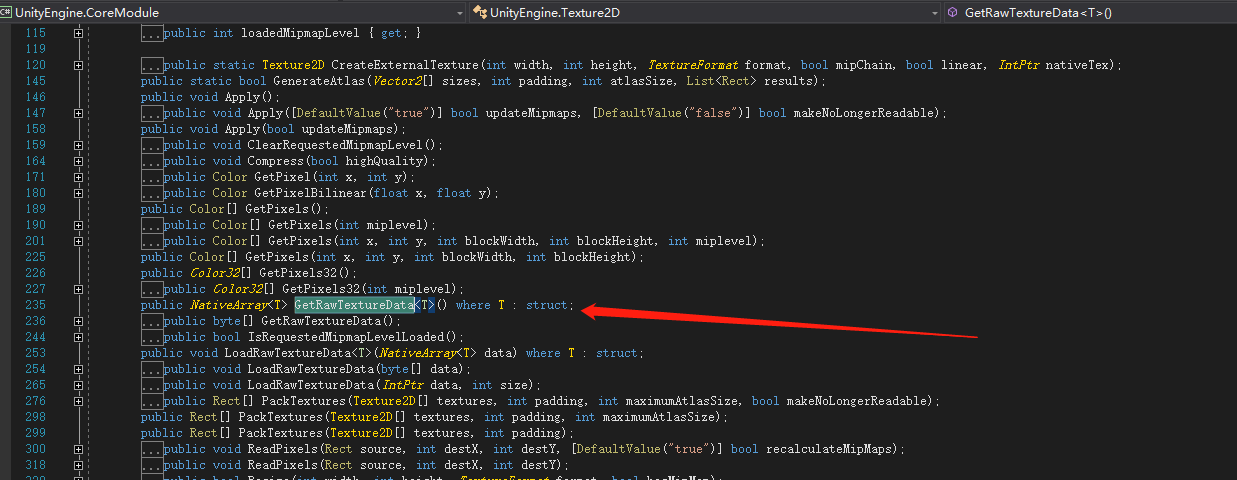 C# UnityEngine.CoreModule
UnityEngine.Texture2D
GetRawTextureData<T>()
115 ...public int loadedMipmapLevel { get; }
119
120 ...public static Texture2D CreateExternalTexture(int width, int height, TextureFormat format, bool mipChain, bool linear, IntPtr nativeTex);
145 public static bool GenerateAtlas(Vector2[] sizes, int padding, int atlasSize, List<Rect> results);
146 public void Apply();
147 ...public void Apply([DefaultValue("true")] bool updateMipmaps, [DefaultValue("false")] bool makeNoLongerReadable);
158 public void Apply(bool updateMipmaps);
159 ...public void ClearRequestedMipmapLevel();
164 ...public void Compress(bool highQuality);
171 ...public Color GetPixel(int x, int y);
180 ...public Color GetPixelBilinear(float x, float y);
189 public Color[] GetPixels();
190 ...public Color[] GetPixels(int miplevel);
201 ...public Color[] GetPixels(int x, int y, int blockWidth, int blockHeight, int miplevel);
225 public Color[] GetPixels(int x, int y, int blockWidth, int blockHeight);
226 public Color32[] GetPixels32();
227 ...public Color32[] GetPixels32(int miplevel);
235 public NativeArray<T> GetRawTextureData<T>() where T : struct;
236 ...public byte[] GetRawTextureData();
244 ...public bool IsRequestedMipmapLevelLoaded();
253 public void LoadRawTextureData<T>(NativeArray<T> data) where T : struct;
254 ...public void LoadRawTextureData(byte[] data);
265 ...public void LoadRawTextureData(IntPtr data, int size);
276 ...public Rect[] PackTextures(Texture2D[] textures, int padding, int maximumAtlasSize, bool makeNoLongerReadable);
298 public Rect[] PackTextures(Texture2D[] textures, int padding, int maximumAtlasSize);
299 public Rect[] PackTextures(Texture2D[] textures, int padding);
300 ...public void ReadPixels(Rect source, int destX, int destY, [DefaultValue("true")] bool recalculateMipMaps);
318 ...public void ReadPixels(Rect source, int destX, int destY);